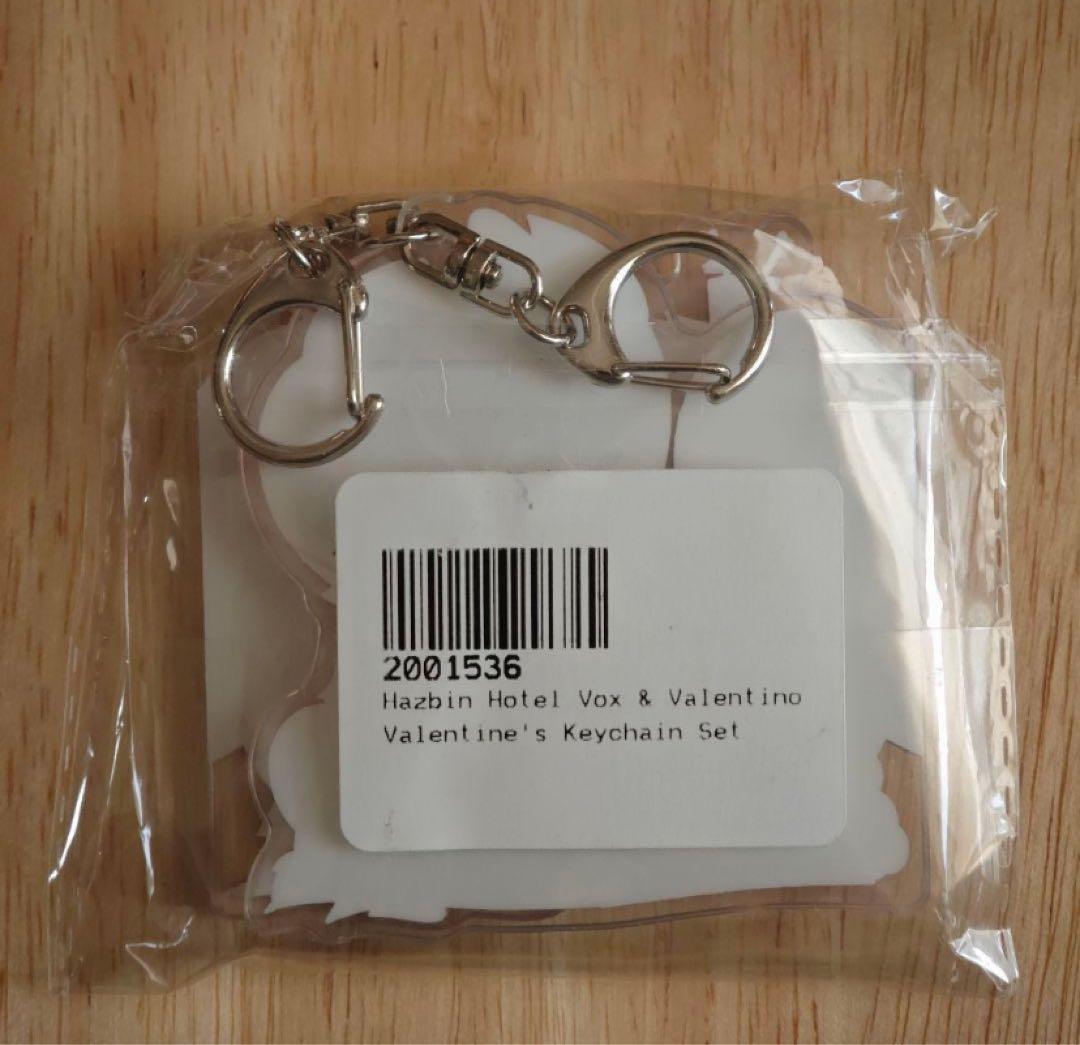 2001536
Hazbin Hotel Vox & Valentino
Valentine's Keychain Set